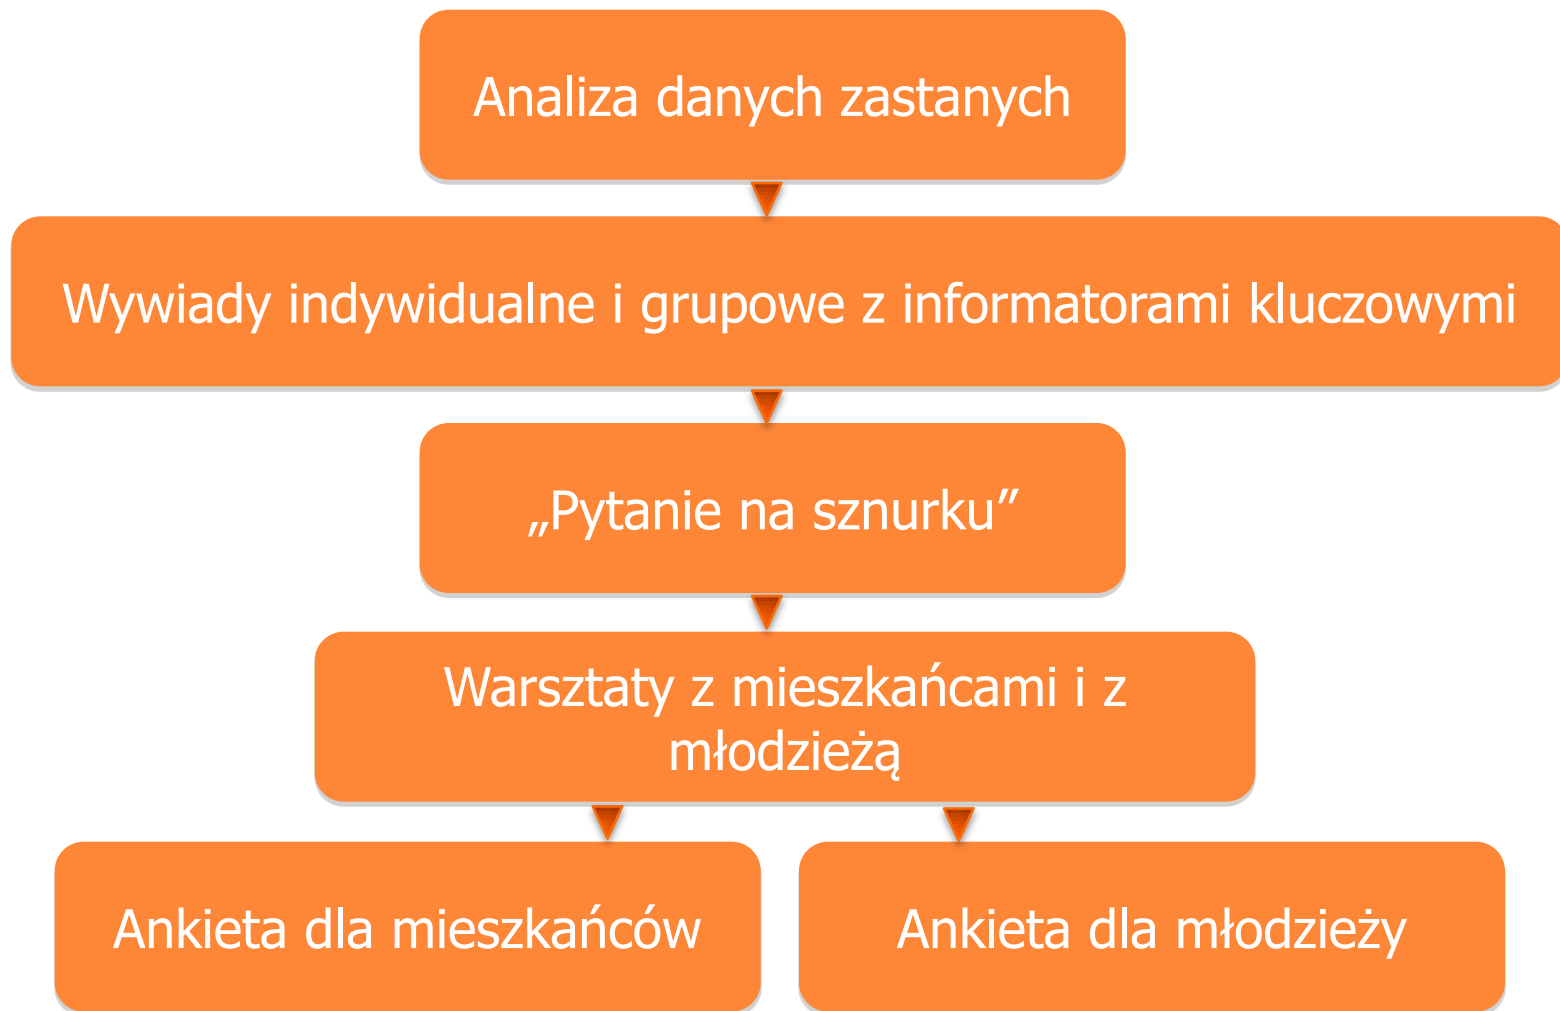 Analiza danych zastanych
Wywiady indywidualne i grupowe z informatorami kluczowymi
„Pytanie na sznurku”
Warsztaty z mieszkańcami i z
młodzieżą
Ankieta dla mieszkańców
Ankieta dla młodzieży